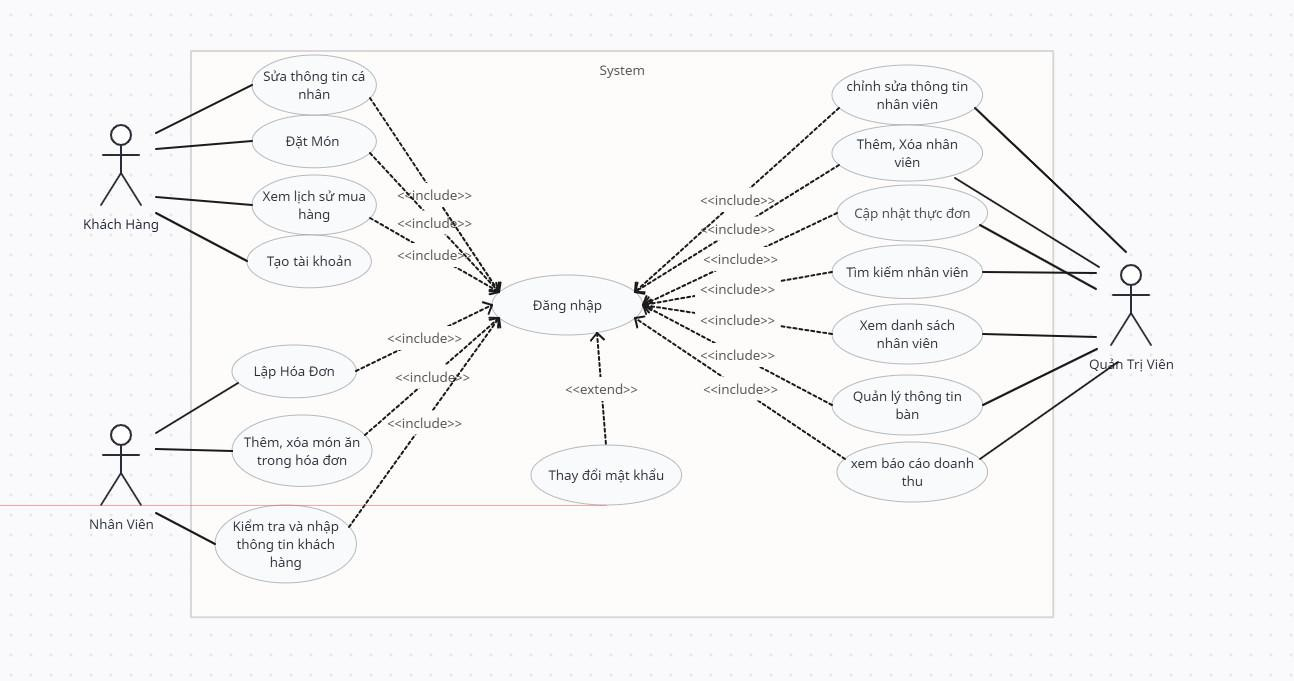 System
Sửa thông tin cá
nhân
Đặt Món
Xem lịch sử mua
hàng
Tạo tài khoản
Khách Hàng
<<include>>
<<include>>
<<include>>
Đăng nhập
Lập Hóa Đơn
Thêm, xóa món ăn
trong hóa đơn
Kiểm tra và nhập
thông tin khách
hàng
Nhân Viên
<<include>>
<<include>>
<<include>>
<<extend>>
Thay đổi mật khẩu
chỉnh sửa thông tin
nhân viên
Thêm, Xóa nhân
viên
Cập nhật thực đơn
Tìm kiếm nhân viên
Xem danh sách
nhân viên
Quản lý thông tin
bàn
xem báo cáo doanh
thu
<<include>>
<<include>>
<<include>>
<<include>>
<<include>>
<<include>>
<<include>>
Quản Trị Viên